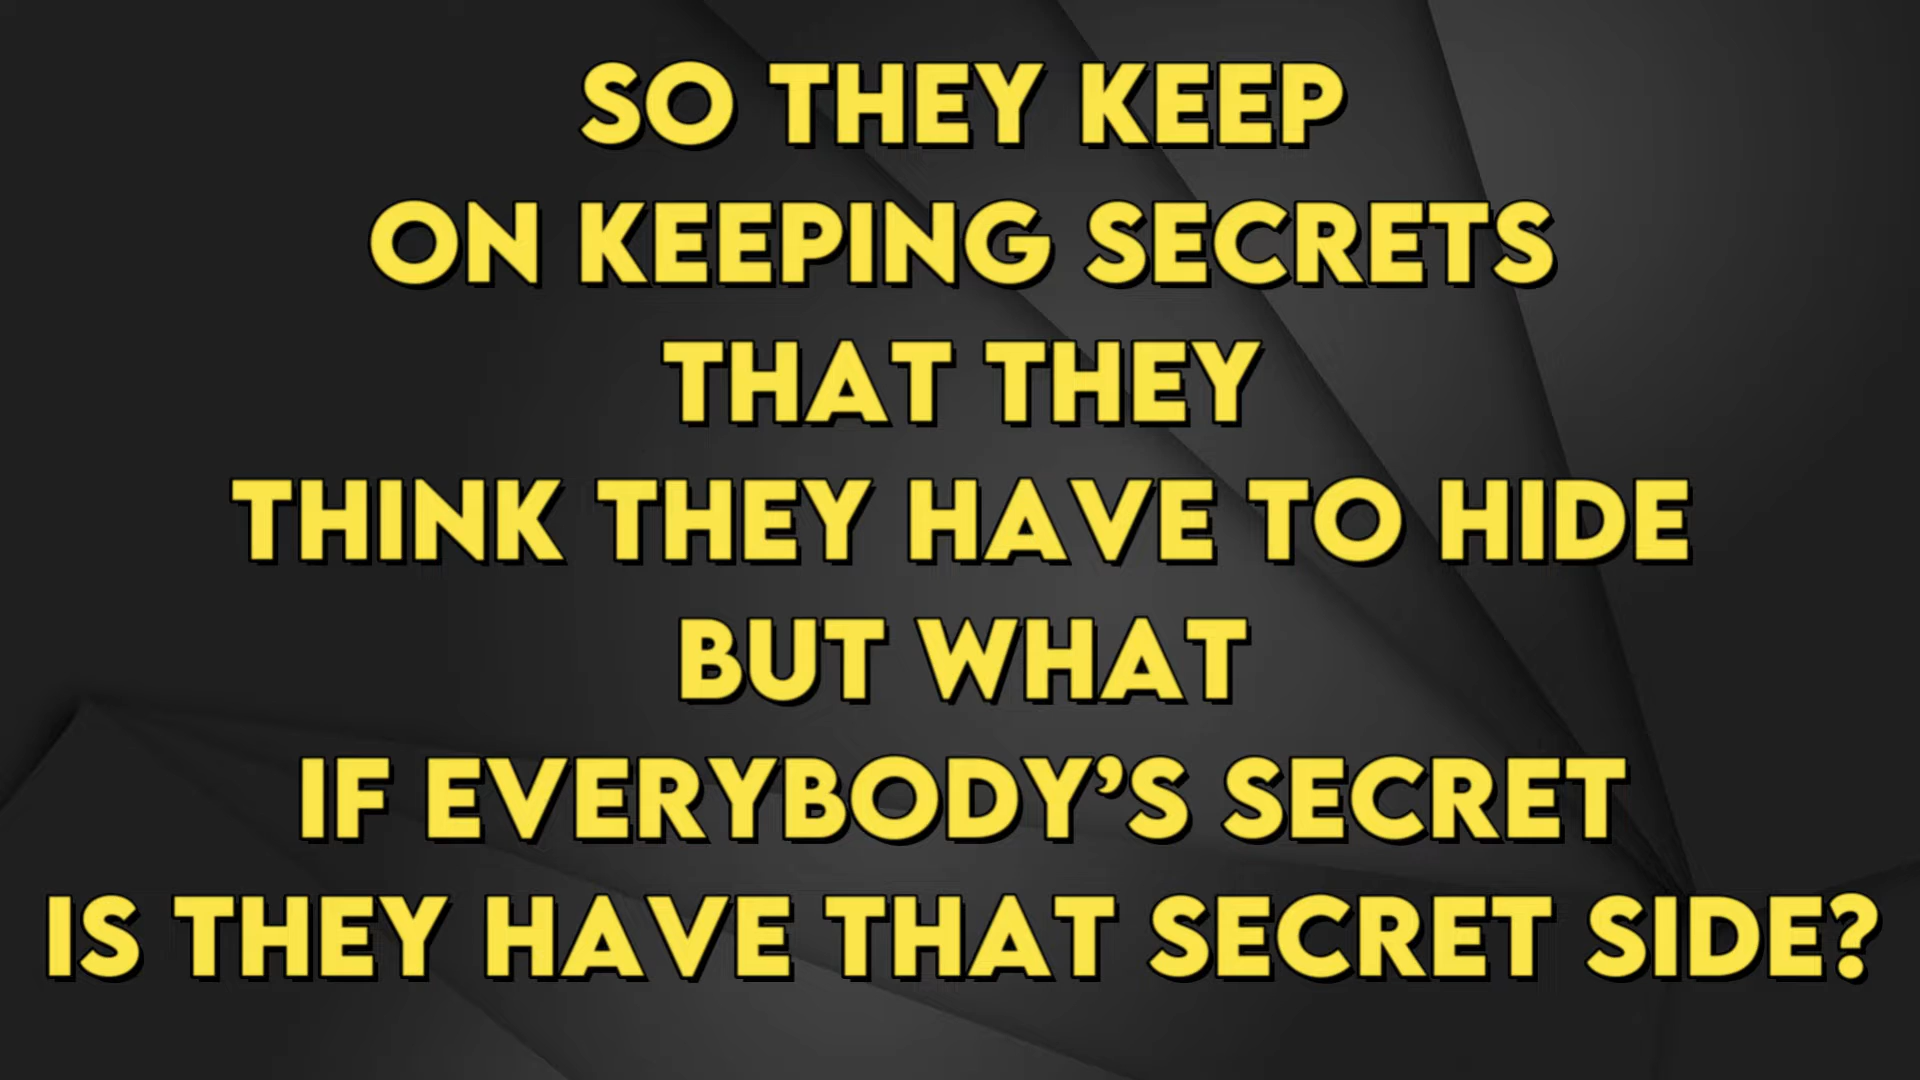 SO THEY KEEP
ON KEEPING SECRETS
THAT THEY
THINK THEY HAVE TO HIDE
BUT WHAT
IF EVERYBODY’S SECRET
IS THEY HAVE THAT SECRET SIDE?